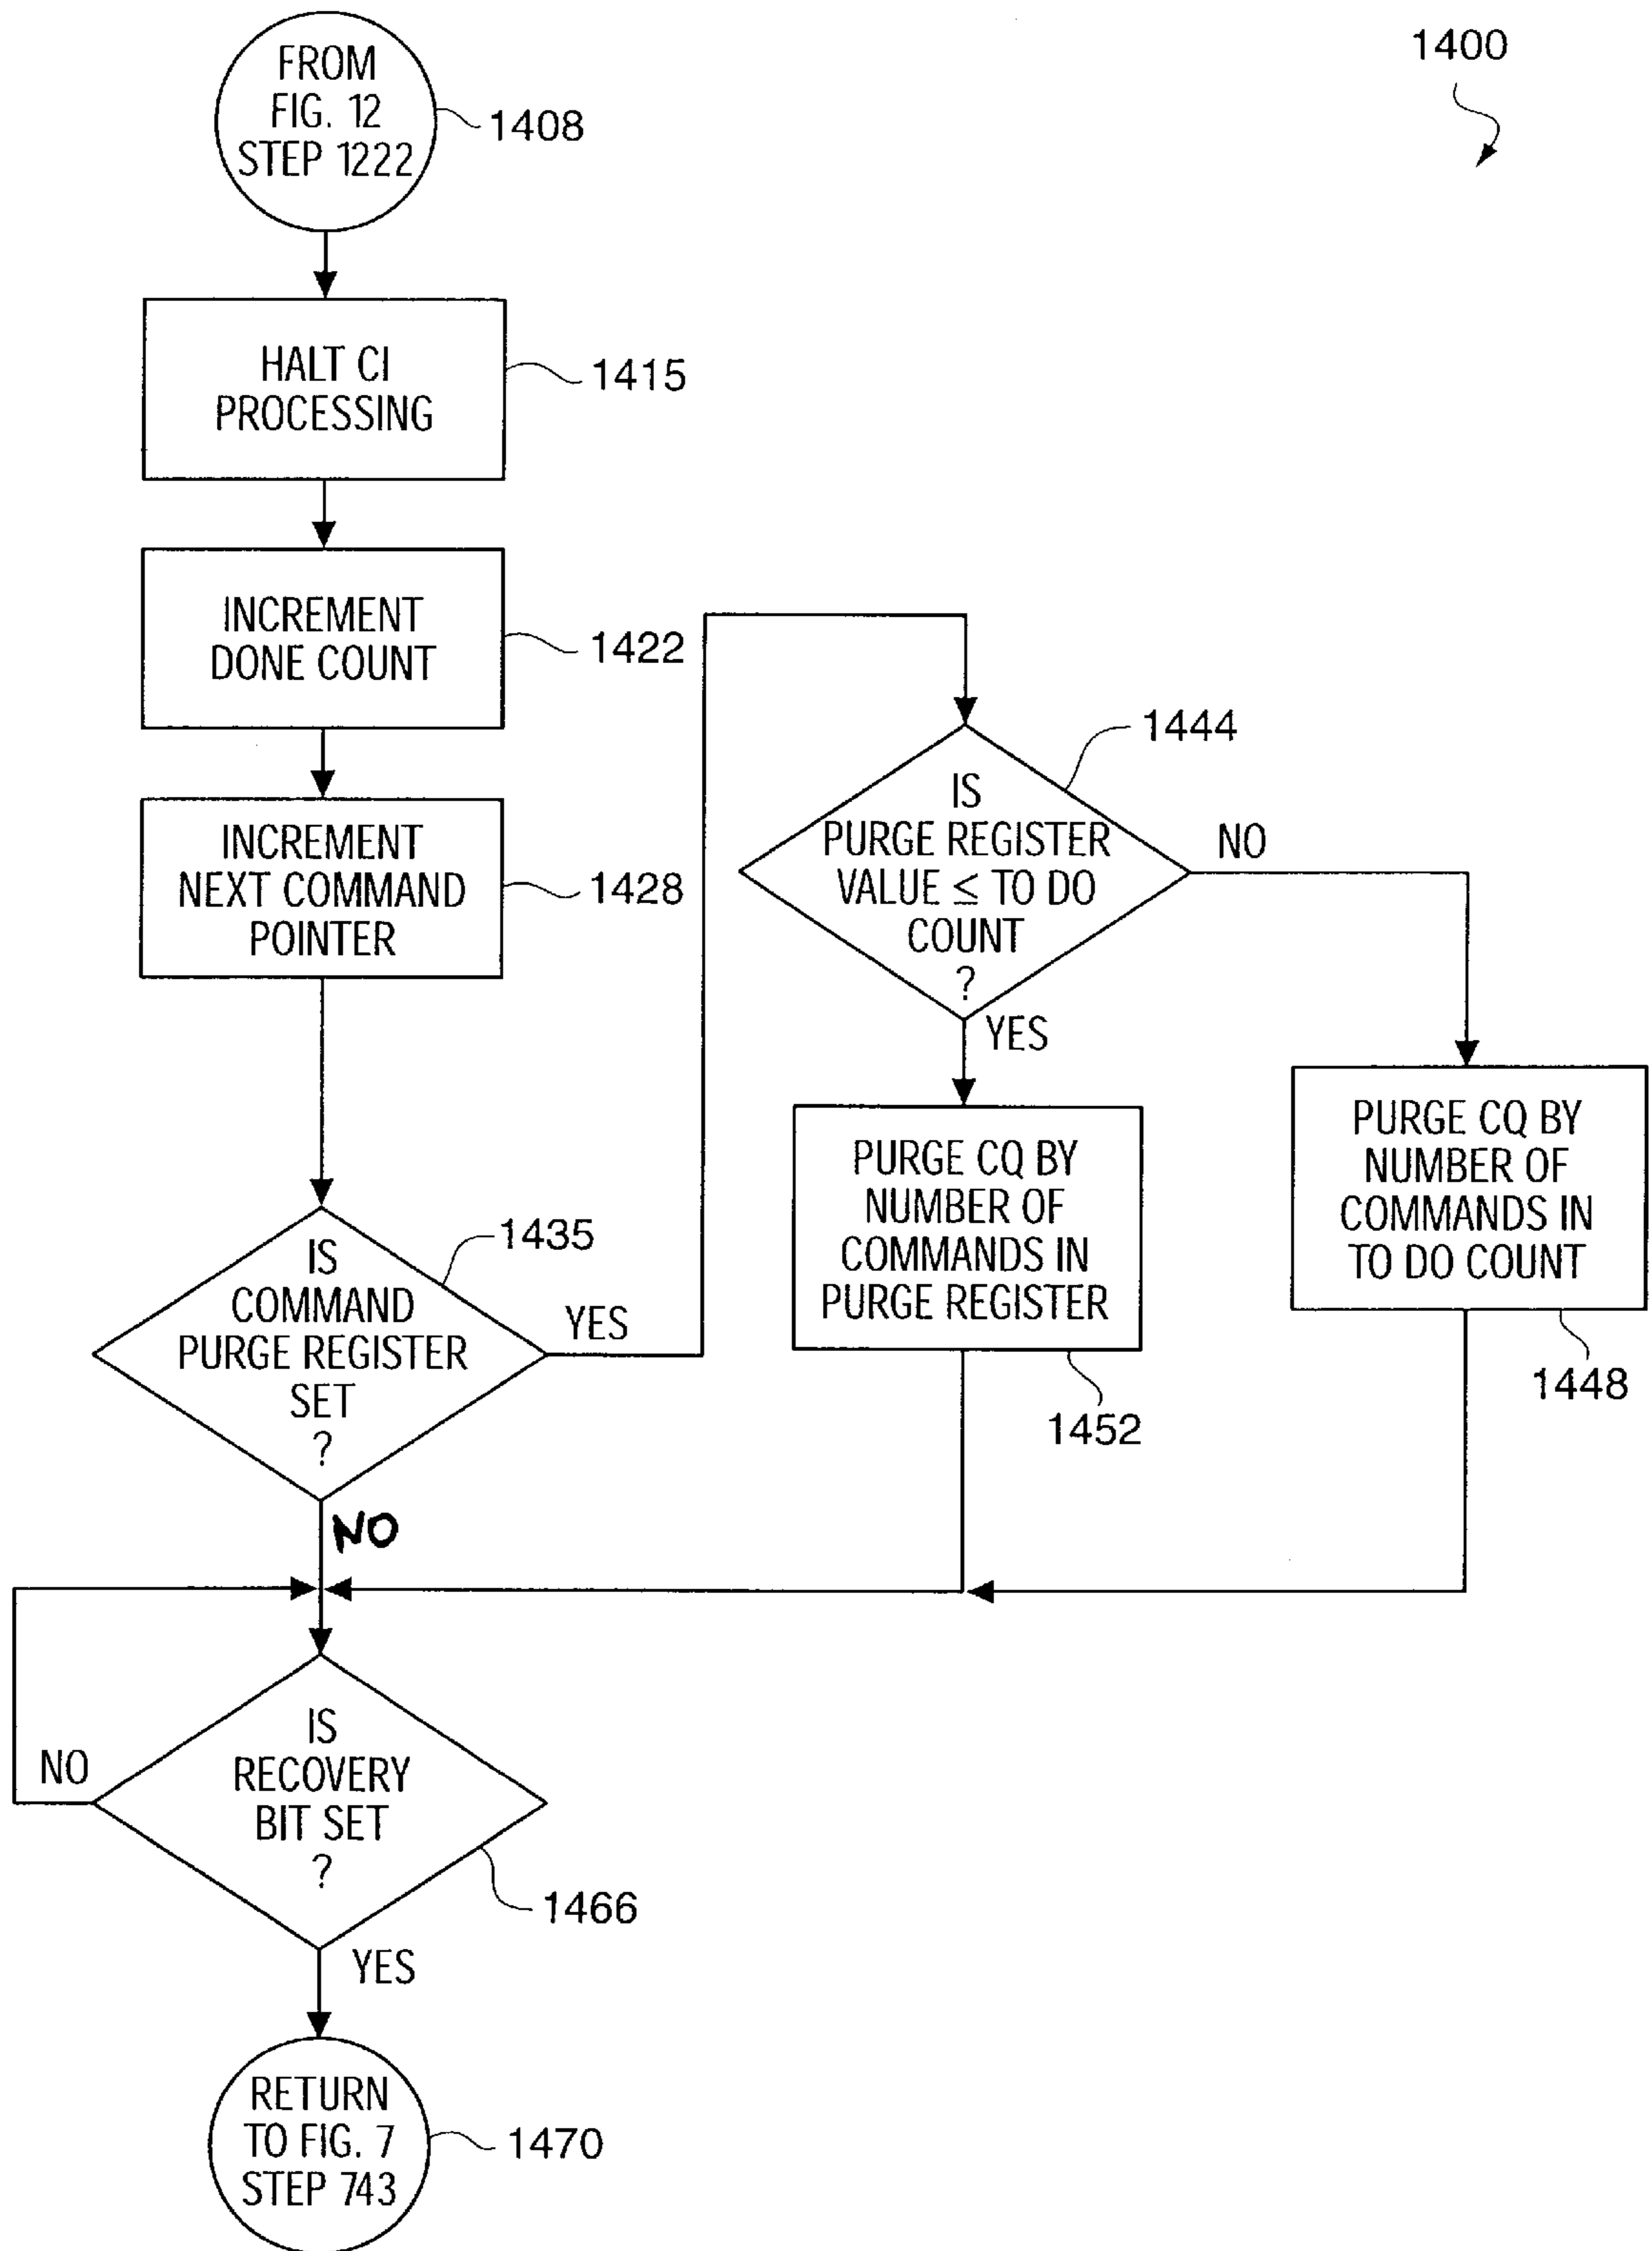 1400
FROM
FIG. 12
STEP 1222
1408
HALT CI
PROCESSING
1415
INCREMENT
DONE COUNT
1422
INCREMENT
NEXT COMMAND
POINTER
1428
IS
COMMAND
PURGE REGISTER
SET
?
1435
YES
NO
IS
PURGE REGISTER
VALUE ≤ TO DO
COUNT
?
1444
NO
YES
PURGE CQ BY
NUMBER OF
COMMANDS IN
PURGE REGISTER
1452
PURGE CQ BY
NUMBER OF
COMMANDS IN
TO DO COUNT
1448
IS
RECOVERY
BIT SET
?
NO
1466
YES
RETURN
TO FIG. 7
STEP 743
1470